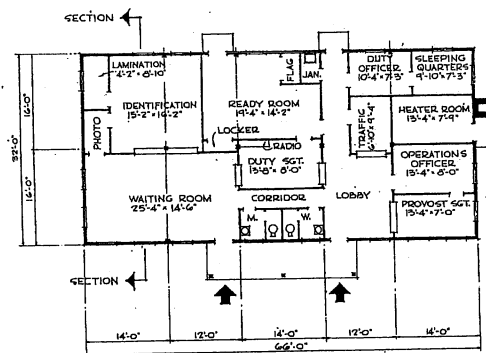 SECTION
LAMINATION
4'-2" × 8'-10"
FLAG
JAN.
DUTY
OFFICER
10'-4" × 7'-3"
SLEEPING
QUARTERS
9'-10" × 7'-3"
IDENTIFICATION
15'-2" × 16'-2"
READY ROOM
19'-4" × 14'-2"
TRAFFIC
6'-10" × 9'-4"
HEATER ROOM
13'-4" × 7'-9"
PHOTO
LOCKER
RADIO
DUTY SGT.
13'-8" × 8'-0"
OPERATIONS
OFFICER
13'-4" × 8'-0"
WAITING ROOM
25'-4" × 14'-6"
CORRIDOR
LOBBY
PROVOST SGT.
13'-4" × 7'-0"
M.
W.
16'-0"
16'-0"
SECTION
14'-0"
12'-0"
14'-0"
12'-0"
14'-0"
66'-0"